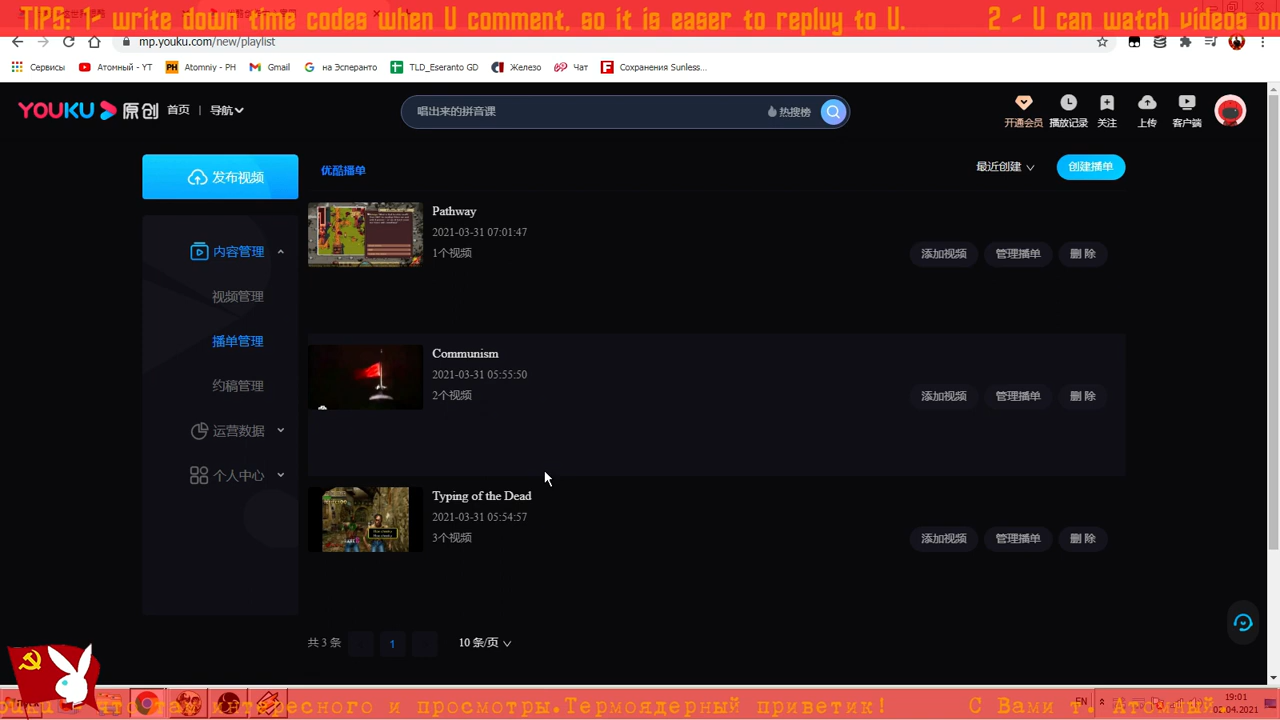 TIPS: 1- write down time codes when U comment, so it is easer to repluy to U. 2 - U can watch videos on
mp.youku.com/new/playlist
Сервисы Атомный - YT Atomniy - PH Gmail на Эсперанто TLD_Eseranto GD Железо Чат Сохранения Sunless...
YOUKU 原创 首页 | 导航 唱出来的拼音课 热搜榜 开通会员 播放记录 关注 上传 客户端
发布视频 优酷播单 最近创建 创建播单
Pathway
2021-03-31 07:01:47
1个视频 添加视频 管理播单 删 除
内容管理
视频管理
播单管理
约稿管理
运营数据
个人中心
Communism
2021-03-31 05:55:50
2个视频 添加视频 管理播单 删 除
Typing of the Dead
2021-03-31 05:54:57
3个视频 添加视频 管理播单 删 除
共 3 条 1 10 条/页
EN 19:01
02.04.2021
интересного и просмотры.Термоядерный приветик! С Вами т. Атомный.